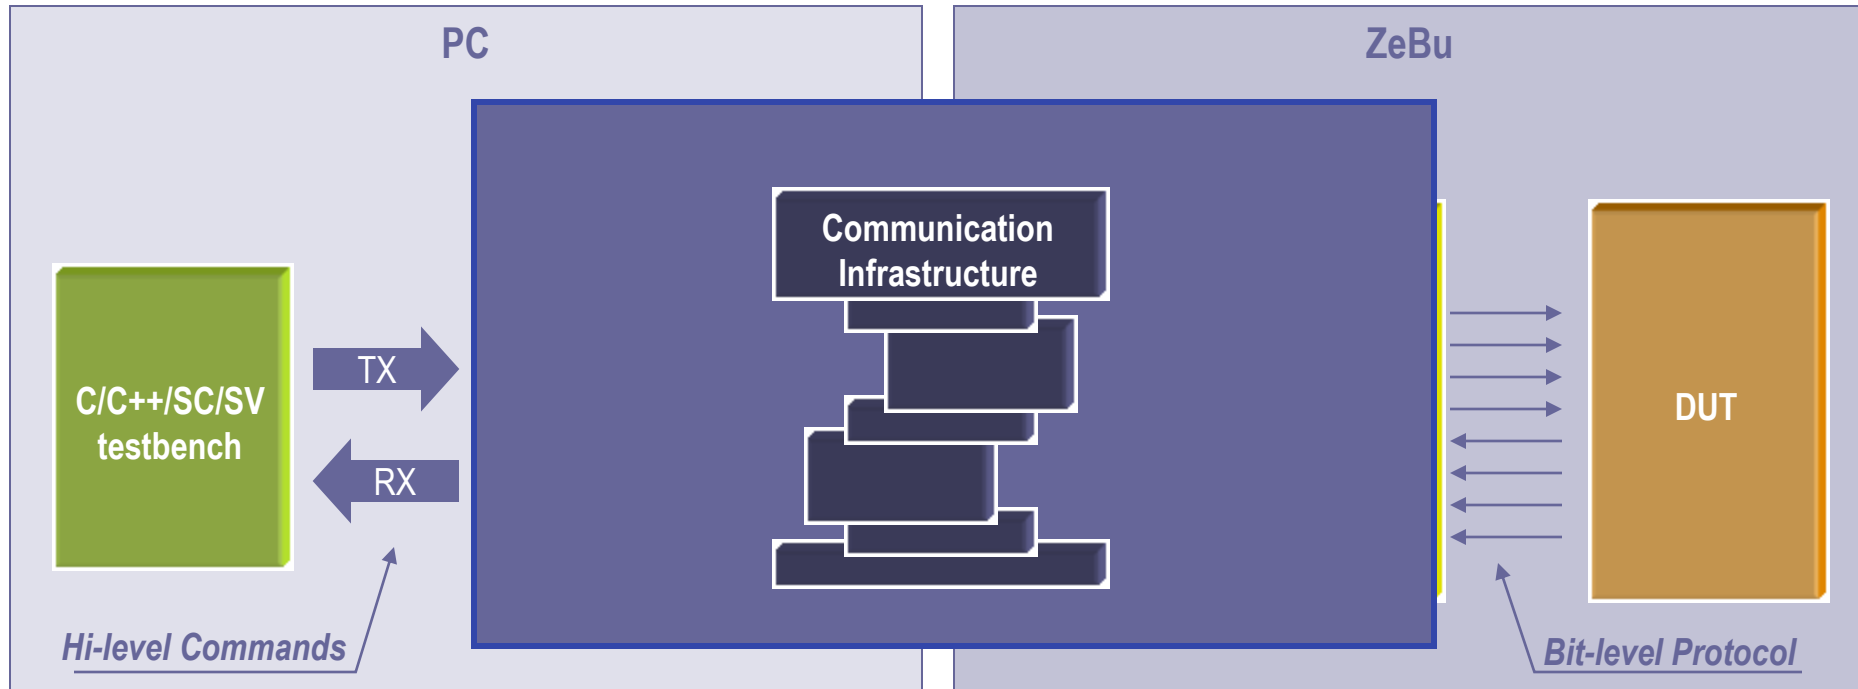 PC
ZeBu
Communication
Infrastructure
C/C++/SC/SV
testbench
TX
RX
DUT
Hi-level Commands
Bit-level Protocol